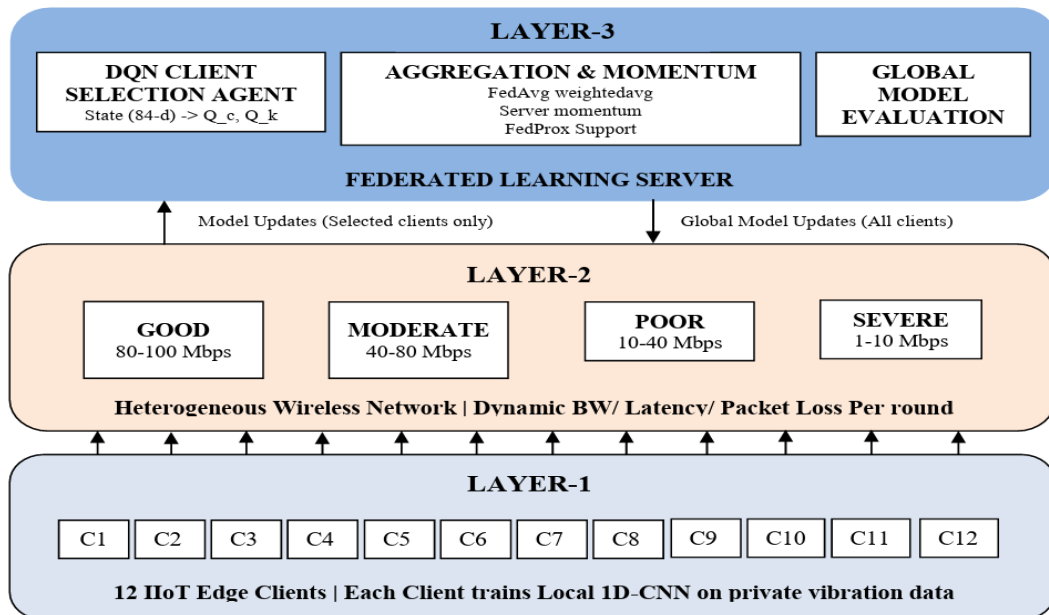 LAYER-3
DQN CLIENT
SELECTION AGENT
State (84-d) -> Q_c, Q_k
AGGREGATION & MOMENTUM
FedAvg weightedavg
Server momentum
FedProx Support
GLOBAL
MODEL
EVALUATION
FEDERATED LEARNING SERVER
Model Updates (Selected clients only)
Global Model Updates (All clients)
LAYER-2
GOOD
80-100 Mbps
MODERATE
40-80 Mbps
POOR
10-40 Mbps
SEVERE
1-10 Mbps
Heterogeneous Wireless Network | Dynamic BW/ Latency/ Packet Loss Per round
LAYER-1
C1
C2
C3
C4
C5
C6
C7
C8
C9
C10
C11
C12
12 IIoT Edge Clients | Each Client trains Local 1D-CNN on private vibration data